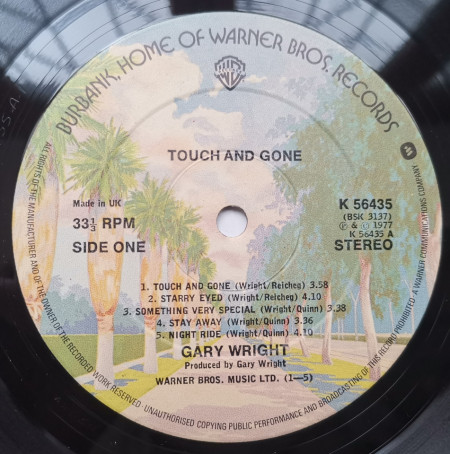 BURBANK, HOME OF WARNER BROS. RECORDS
WB
TOUCH AND GONE
Made in UK
33⅓ RPM
SIDE ONE
K 56435
(BSK 3137)
℗ & © 1977
K 56435 A
STEREO
1. TOUCH AND GONE (Wright/Reicheg) 3.58
2. STARRY EYED (Wright/Reicheg) 4.10
3. SOMETHING VERY SPECIAL (Wright/Quinn) 3.38
4. STAY AWAY (Wright/Quinn) 3.36
5. NIGHT RIDE (Wright/Quinn) 4.10
GARY WRIGHT
Produced by Gary Wright
WARNER BROS. MUSIC LTD. (1—5)
ALL RIGHTS OF THE MANUFACTURER AND OF THE OWNER OF THE RECORDED WORK RESERVED · UNAUTHORISED COPYING PUBLIC PERFORMANCE AND BROADCASTING OF THIS RECORD PROHIBITED · A WARNER COMMUNICATIONS COMPANY